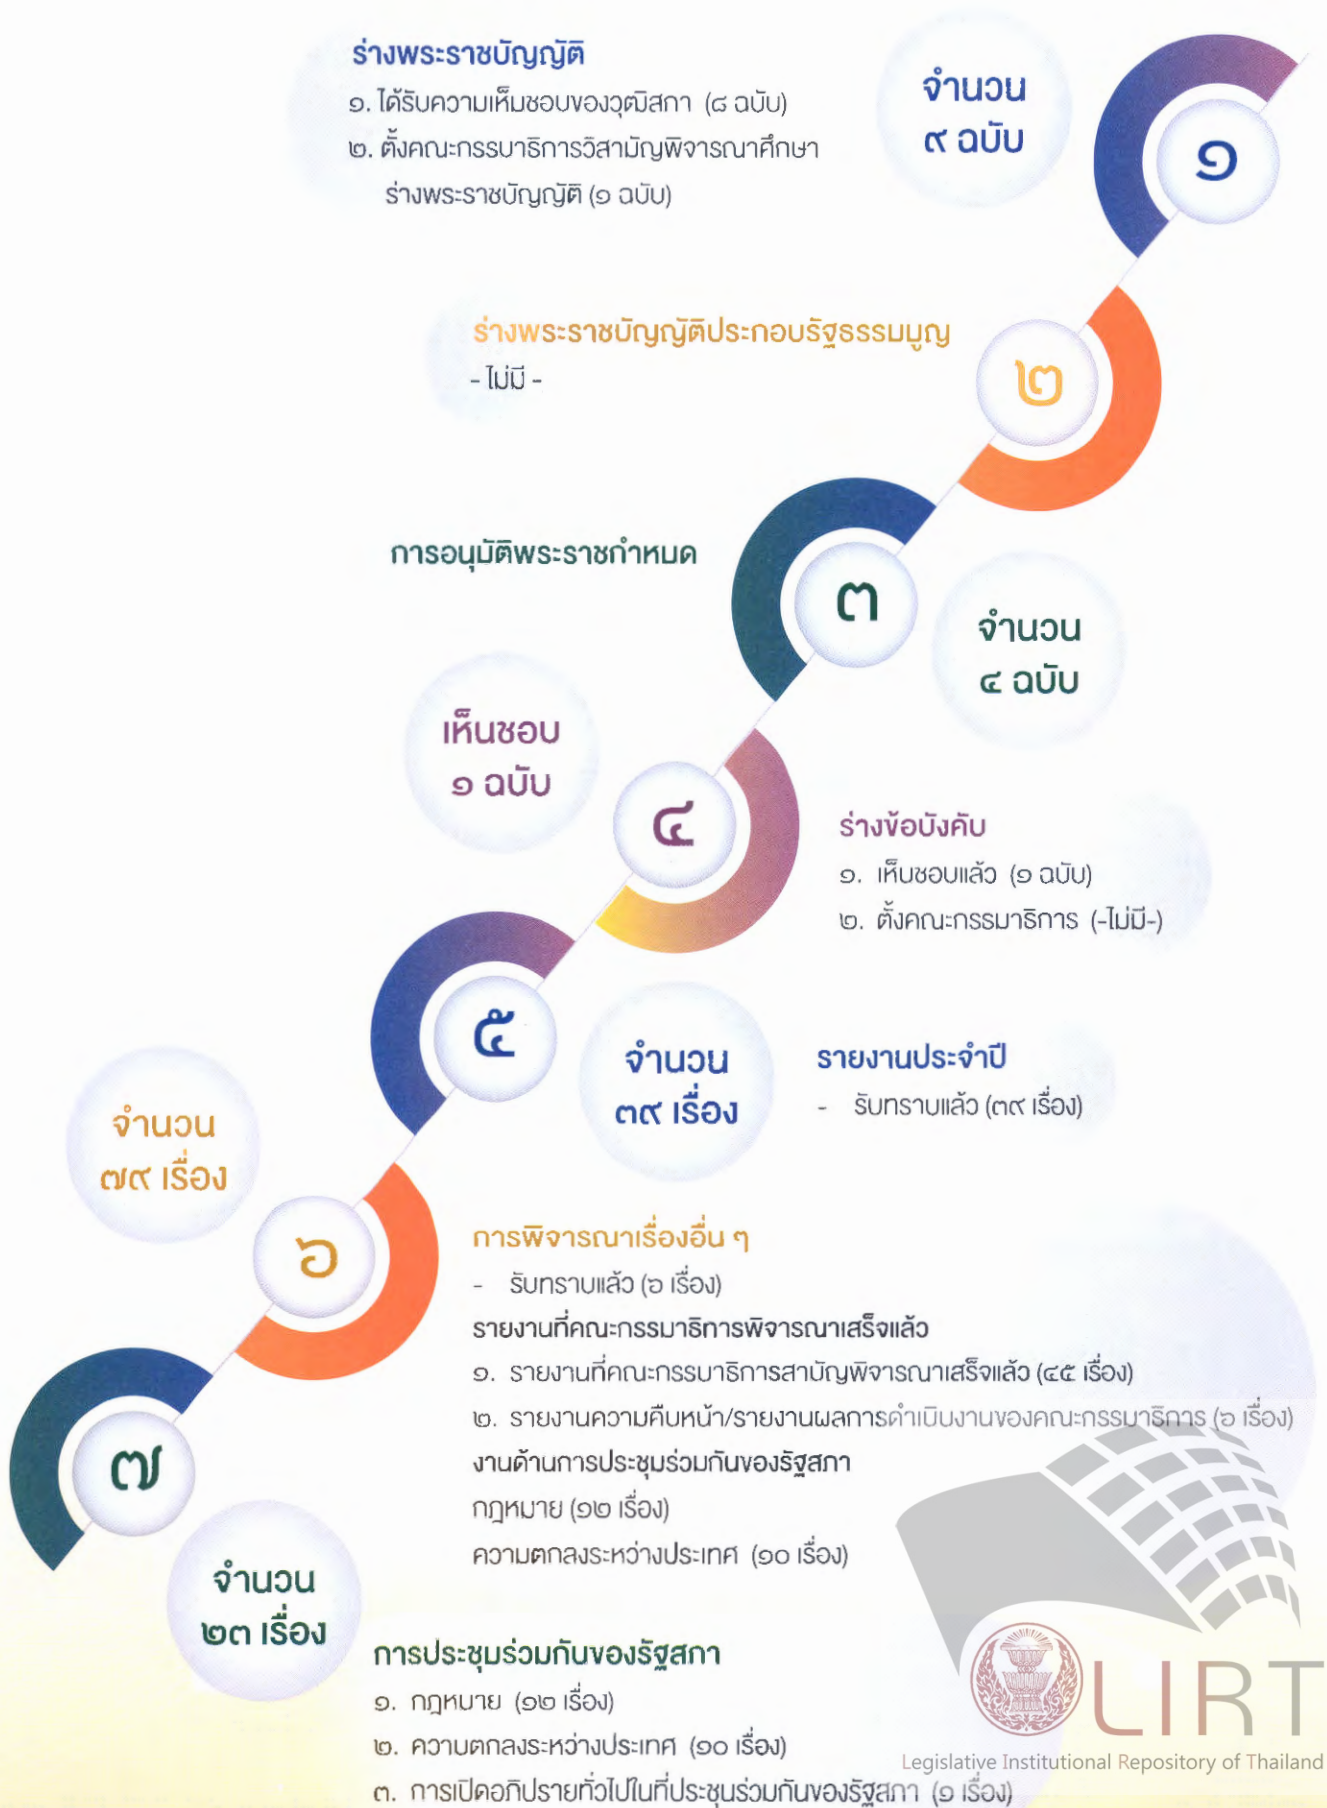 ร่างพระราชบัญญัติ
๑. ได้รับความเห็มชอบของวุฒิสภา (๘ ฉบับ)
๒. ตั้งคณะกรรบาธิการวิสามัญพิจารณาศึกษา
ร่างพระราชบัญญัติ (๑ ฉบับ)
จำนวน
๙ ฉบับ
๑
ร่างพระราชบัญญัติประกอบรัฐธรรมนูญ
- ไม่มี -
๒
การอนุมัติพระราชกำหนด
๓
จำนวน
๔ ฉบับ
เห็นชอบ
๑ ฉบับ
๔
ร่างข้อบังคับ
๑. เห็นชอบแล้ว (๑ ฉบับ)
๒. ตั้งคณะกรรมาธิการ (-ไม่มี-)
๕
จำนวน
๓๙ เรื่อง
รายงานประจำปี
- รับทราบแล้ว (๓๙ เรื่อง)
จำนวน
๗๙ เรื่อง
๖
การพิจารณาเรื่องอื่น ๆ
- รับทราบแล้ว (๖ เรื่อง)
รายงานที่คณะกรรมาธิการพิจารณาเสร็จแล้ว
๑. รายงานที่คณะกรรมาธิการสามัญพิจารณาเสร็จแล้ว (๔๕ เรื่อง)
๒. รายงานความคืบหน้า/รายงานผลการดำเนินงานของคณะกรรมาธิการ (๖ เรื่อง)
งานด้านการประชุมร่วมกันของรัฐสภา
กฎหมาย (๑๒ เรื่อง)
ความตกลงระหว่างประเทศ (๑๐ เรื่อง)
๗
จำนวน
๒๓ เรื่อง
การประชุมร่วมกันของรัฐสภา
๑. กฎหมาย (๑๒ เรื่อง)
๒. ความตกลงระหว่างประเทศ (๑๐ เรื่อง)
๓. การเปิดอภิปรายทั่วไปในที่ประชุมร่วมกันของรัฐสภา (๑ เรื่อง)
LIRT
Legislative Institutional Repository of Thailand